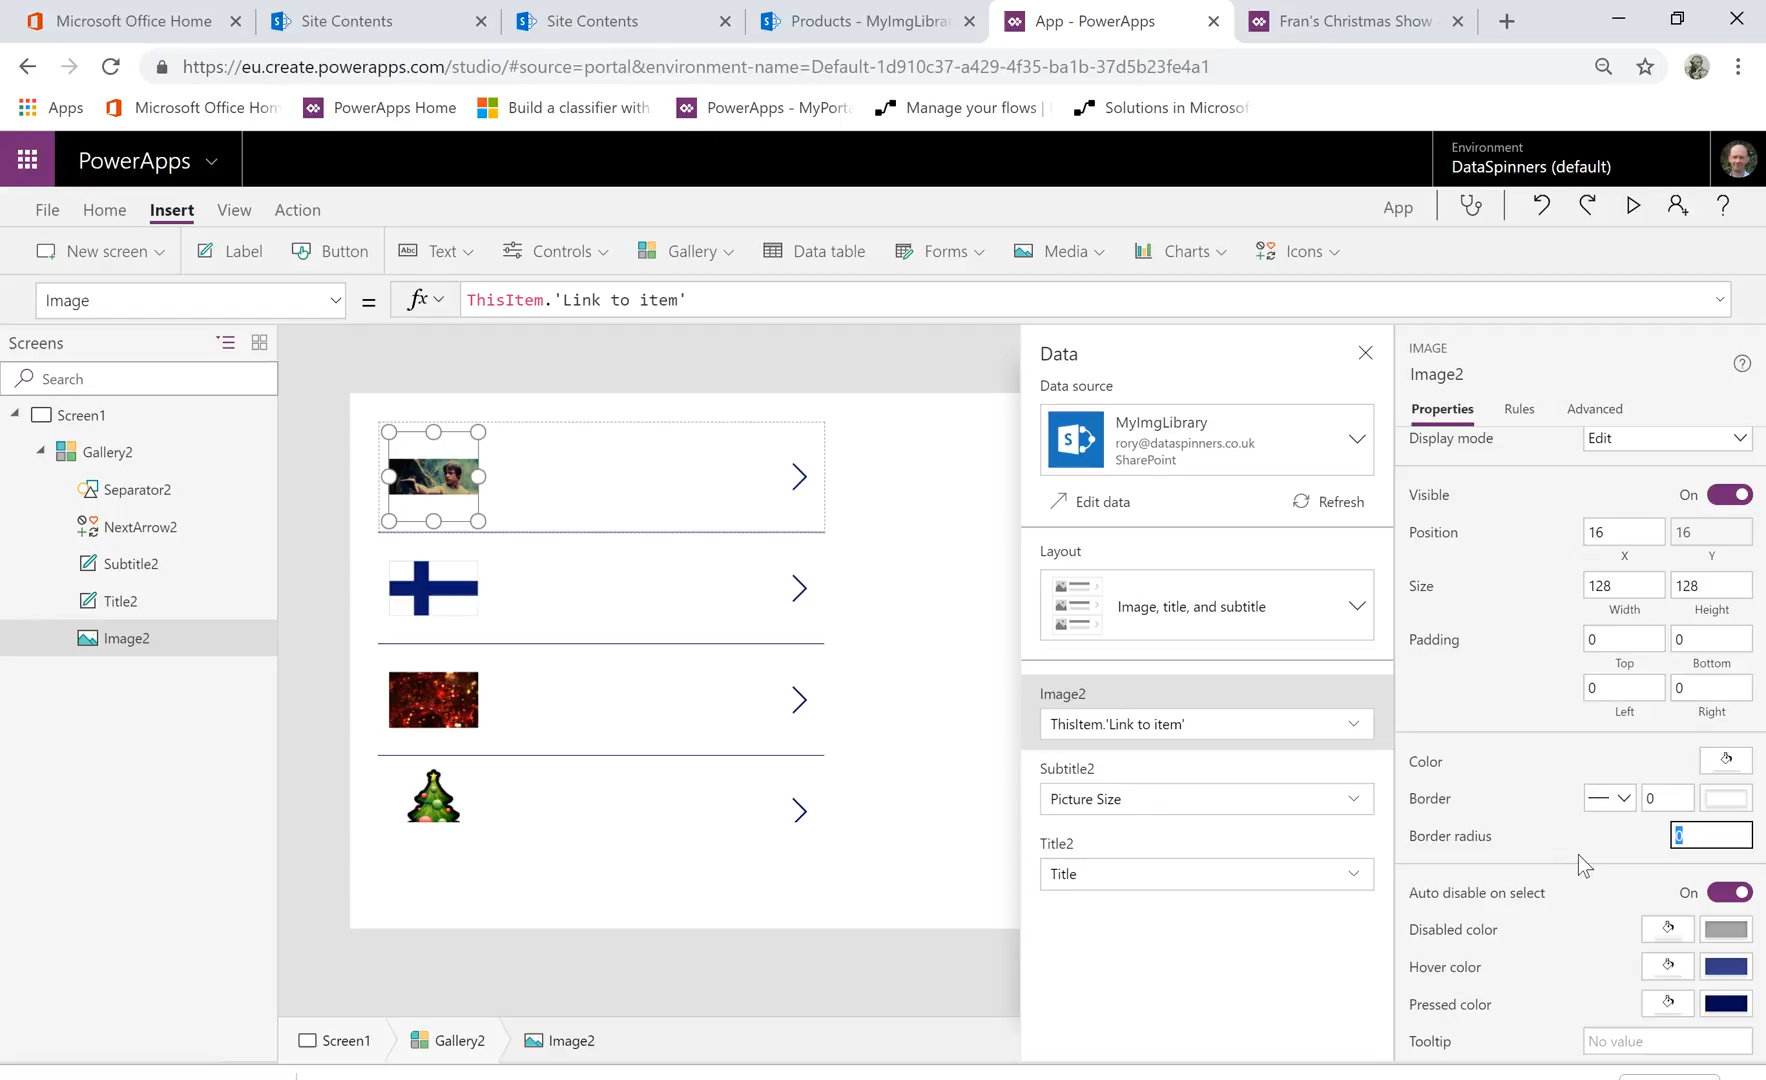 Microsoft Office Home
Site Contents
Site Contents
Products - MyImgLibrar
App - PowerApps
Fran's Christmas Show
https://eu.create.powerapps.com/studio/#source=portal&environment-name=Default-1d910c37-a429-4f35-ba1b-37d5b23fe4a1
Apps
Microsoft Office Hom
PowerApps Home
Build a classifier with
PowerApps - MyPort
Manage your flows |
Solutions in Microsof
PowerApps
Environment
DataSpinners (default)
File
Home
Insert
View
Action
App
New screen
Label
Button
Abc Text
Controls
Gallery
Data table
Forms
Media
Charts
Icons
Image
=
fx
ThisItem.'Link to item'
Screens
Search
Screen1
Gallery2
Separator2
NextArrow2
Subtitle2
Title2
Image2
Data
Data source
MyImgLibrary
rory@dataspinners.co.uk
SharePoint
Edit data
Refresh
Layout
Image, title, and subtitle
Image2
ThisItem.'Link to item'
Subtitle2
Picture Size
Title2
Title
IMAGE
Image2
Properties
Rules
Advanced
Display mode
Edit
Visible
On
Position
16
16
X
Y
Size
128
128
Width
Height
Padding
0
0
Top
Bottom
0
0
Left
Right
Color
Border
0
Border radius
0
Auto disable on select
On
Disabled color
Hover color
Pressed color
Tooltip
No value
Screen1
Gallery2
Image2